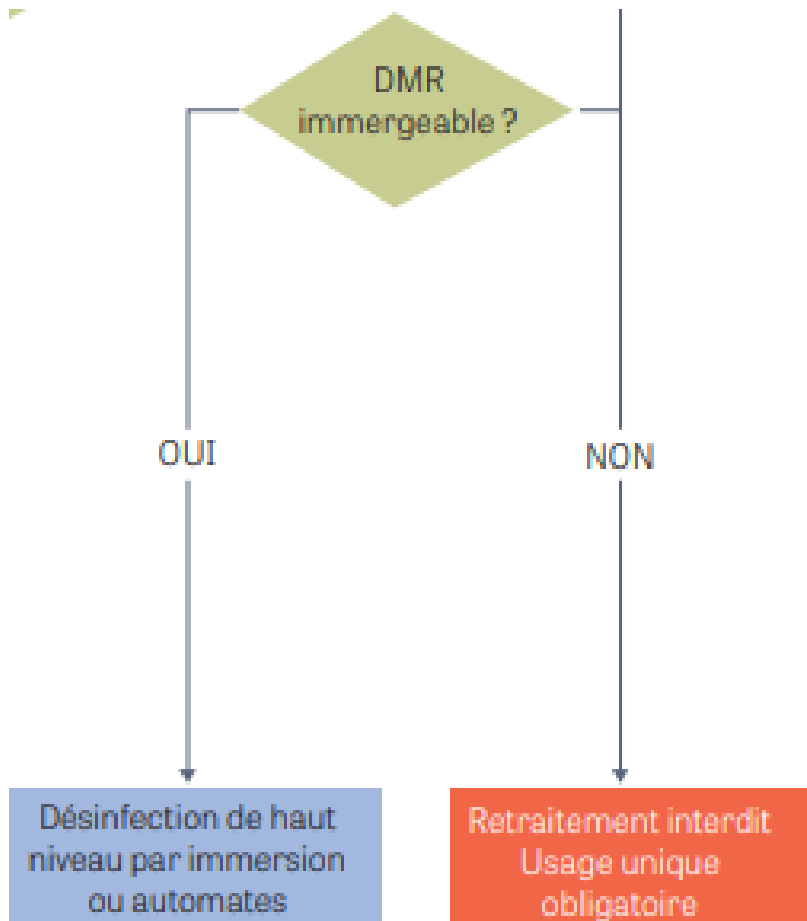 DMR
immergeable ?
OUI
NON
Désinfection de haut
niveau par immersion
ou automates
Retraitement interdit
Usage unique
obligatoire